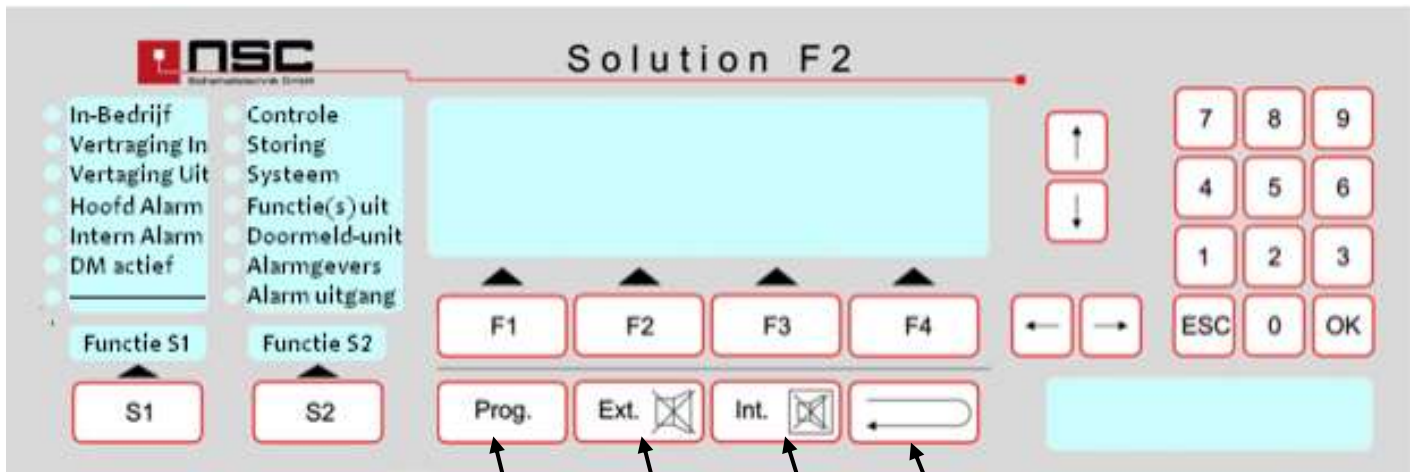 nsc
Solution F2
In-Bedrijf
Vertraging In
Vertaging Uit
Hoofd Alarm
Intern Alarm
DM actief
Functie S1
S1
Controle
Storing
Systeem
Functie(s) uit
Doormeld-unit
Alarmgevers
Alarm uitgang
Functie S2
S2
F1 F2 F3 F4
Prog. Ext. Int.
7 8 9
4 5 6
1 2 3
ESC 0 OK